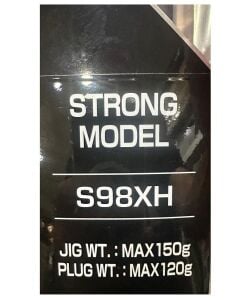 STRONG
MODEL
S98XH
JIG WT. : MAX150g
PLUG WT. : MAX120g